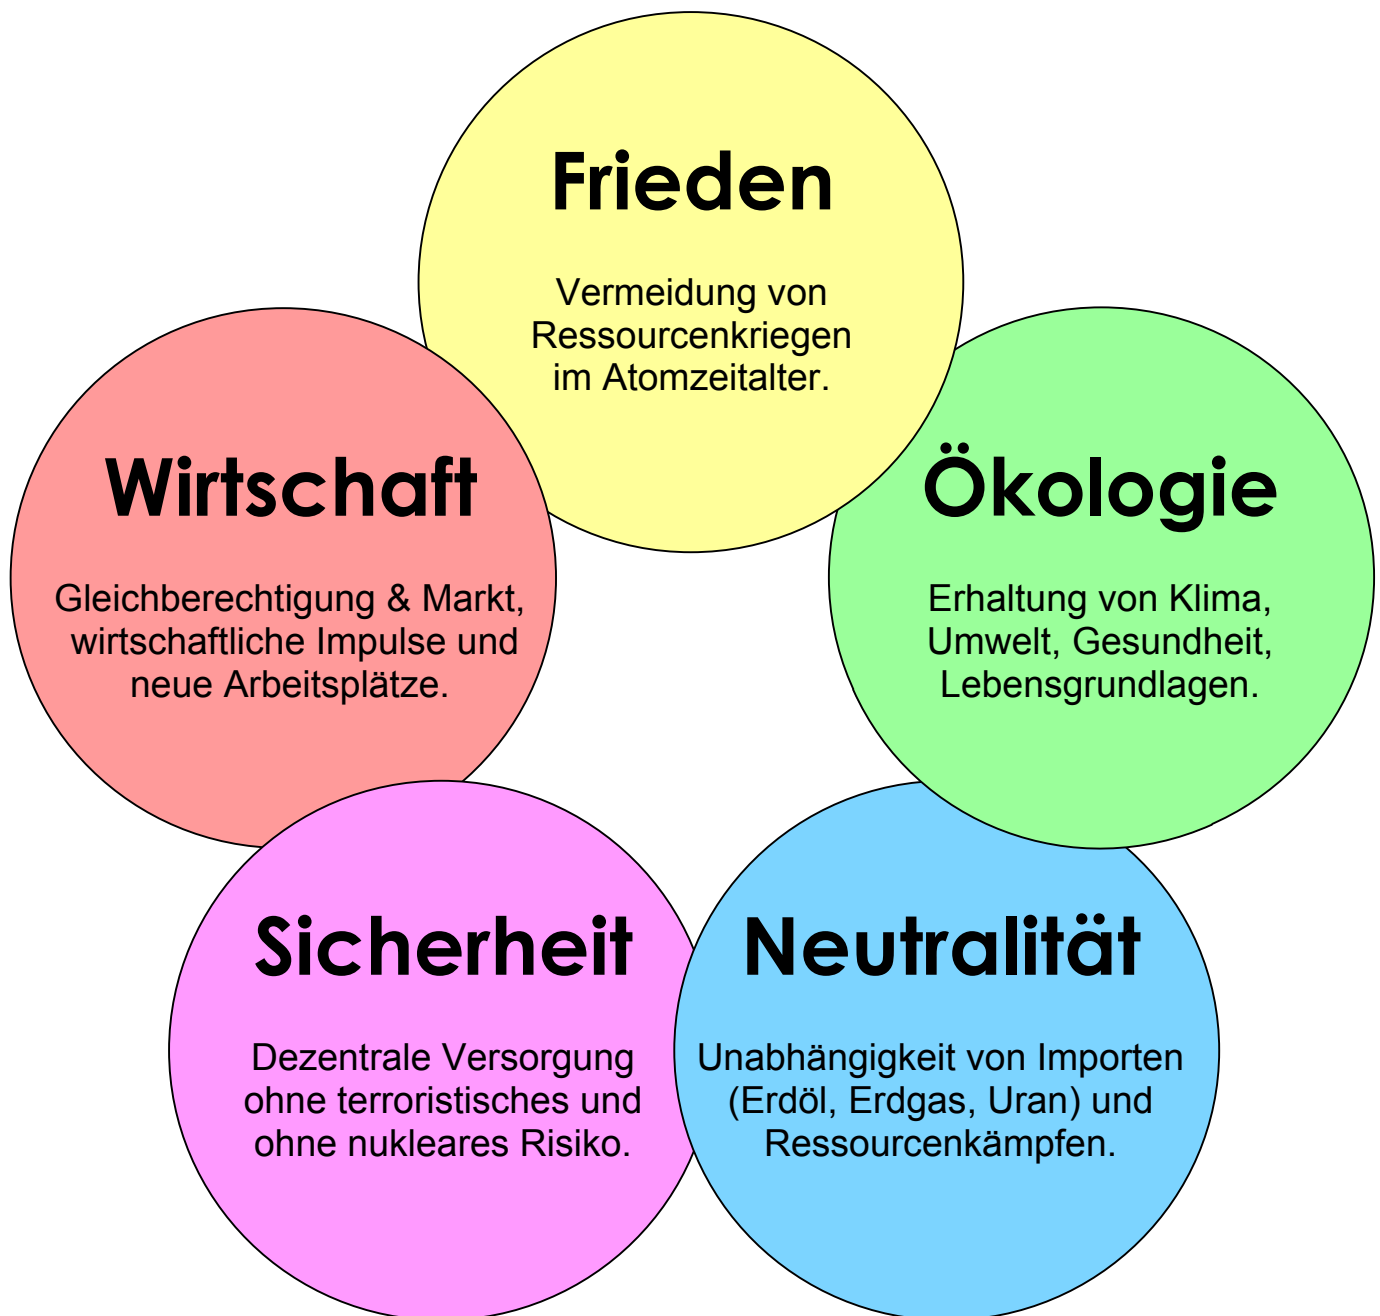 Frieden
Vermeidung von
Ressourcenkriegen
im Atomzeitalter.
Wirtschaft
Gleichberechtigung & Markt,
wirtschaftliche Impulse und
neue Arbeitsplätze.
Ökologie
Erhaltung von Klima,
Umwelt, Gesundheit,
Lebensgrundlagen.
Sicherheit
Dezentrale Versorgung
ohne terroristisches und
ohne nukleares Risiko.
Neutralität
Unabhängigkeit von Importen
(Erdöl, Erdgas, Uran) und
Ressourcenkämpfen.